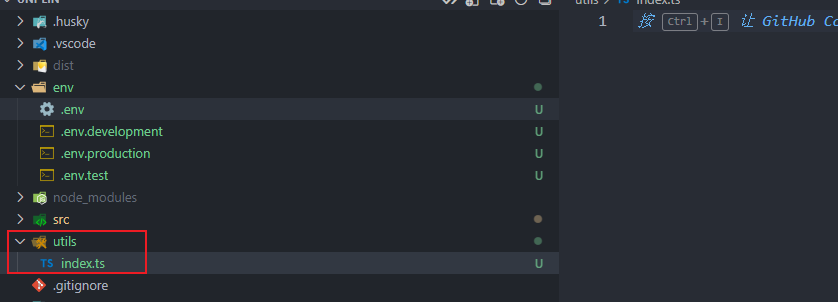 .husky
.vscode
dist
env
.env
U
.env.development
U
.env.production
U
.env.test
U
node_modules
src
utils
TS index.ts
U
.gitignore
utils > TS index.ts
1 按 Ctrl + I 让 GitHub Co